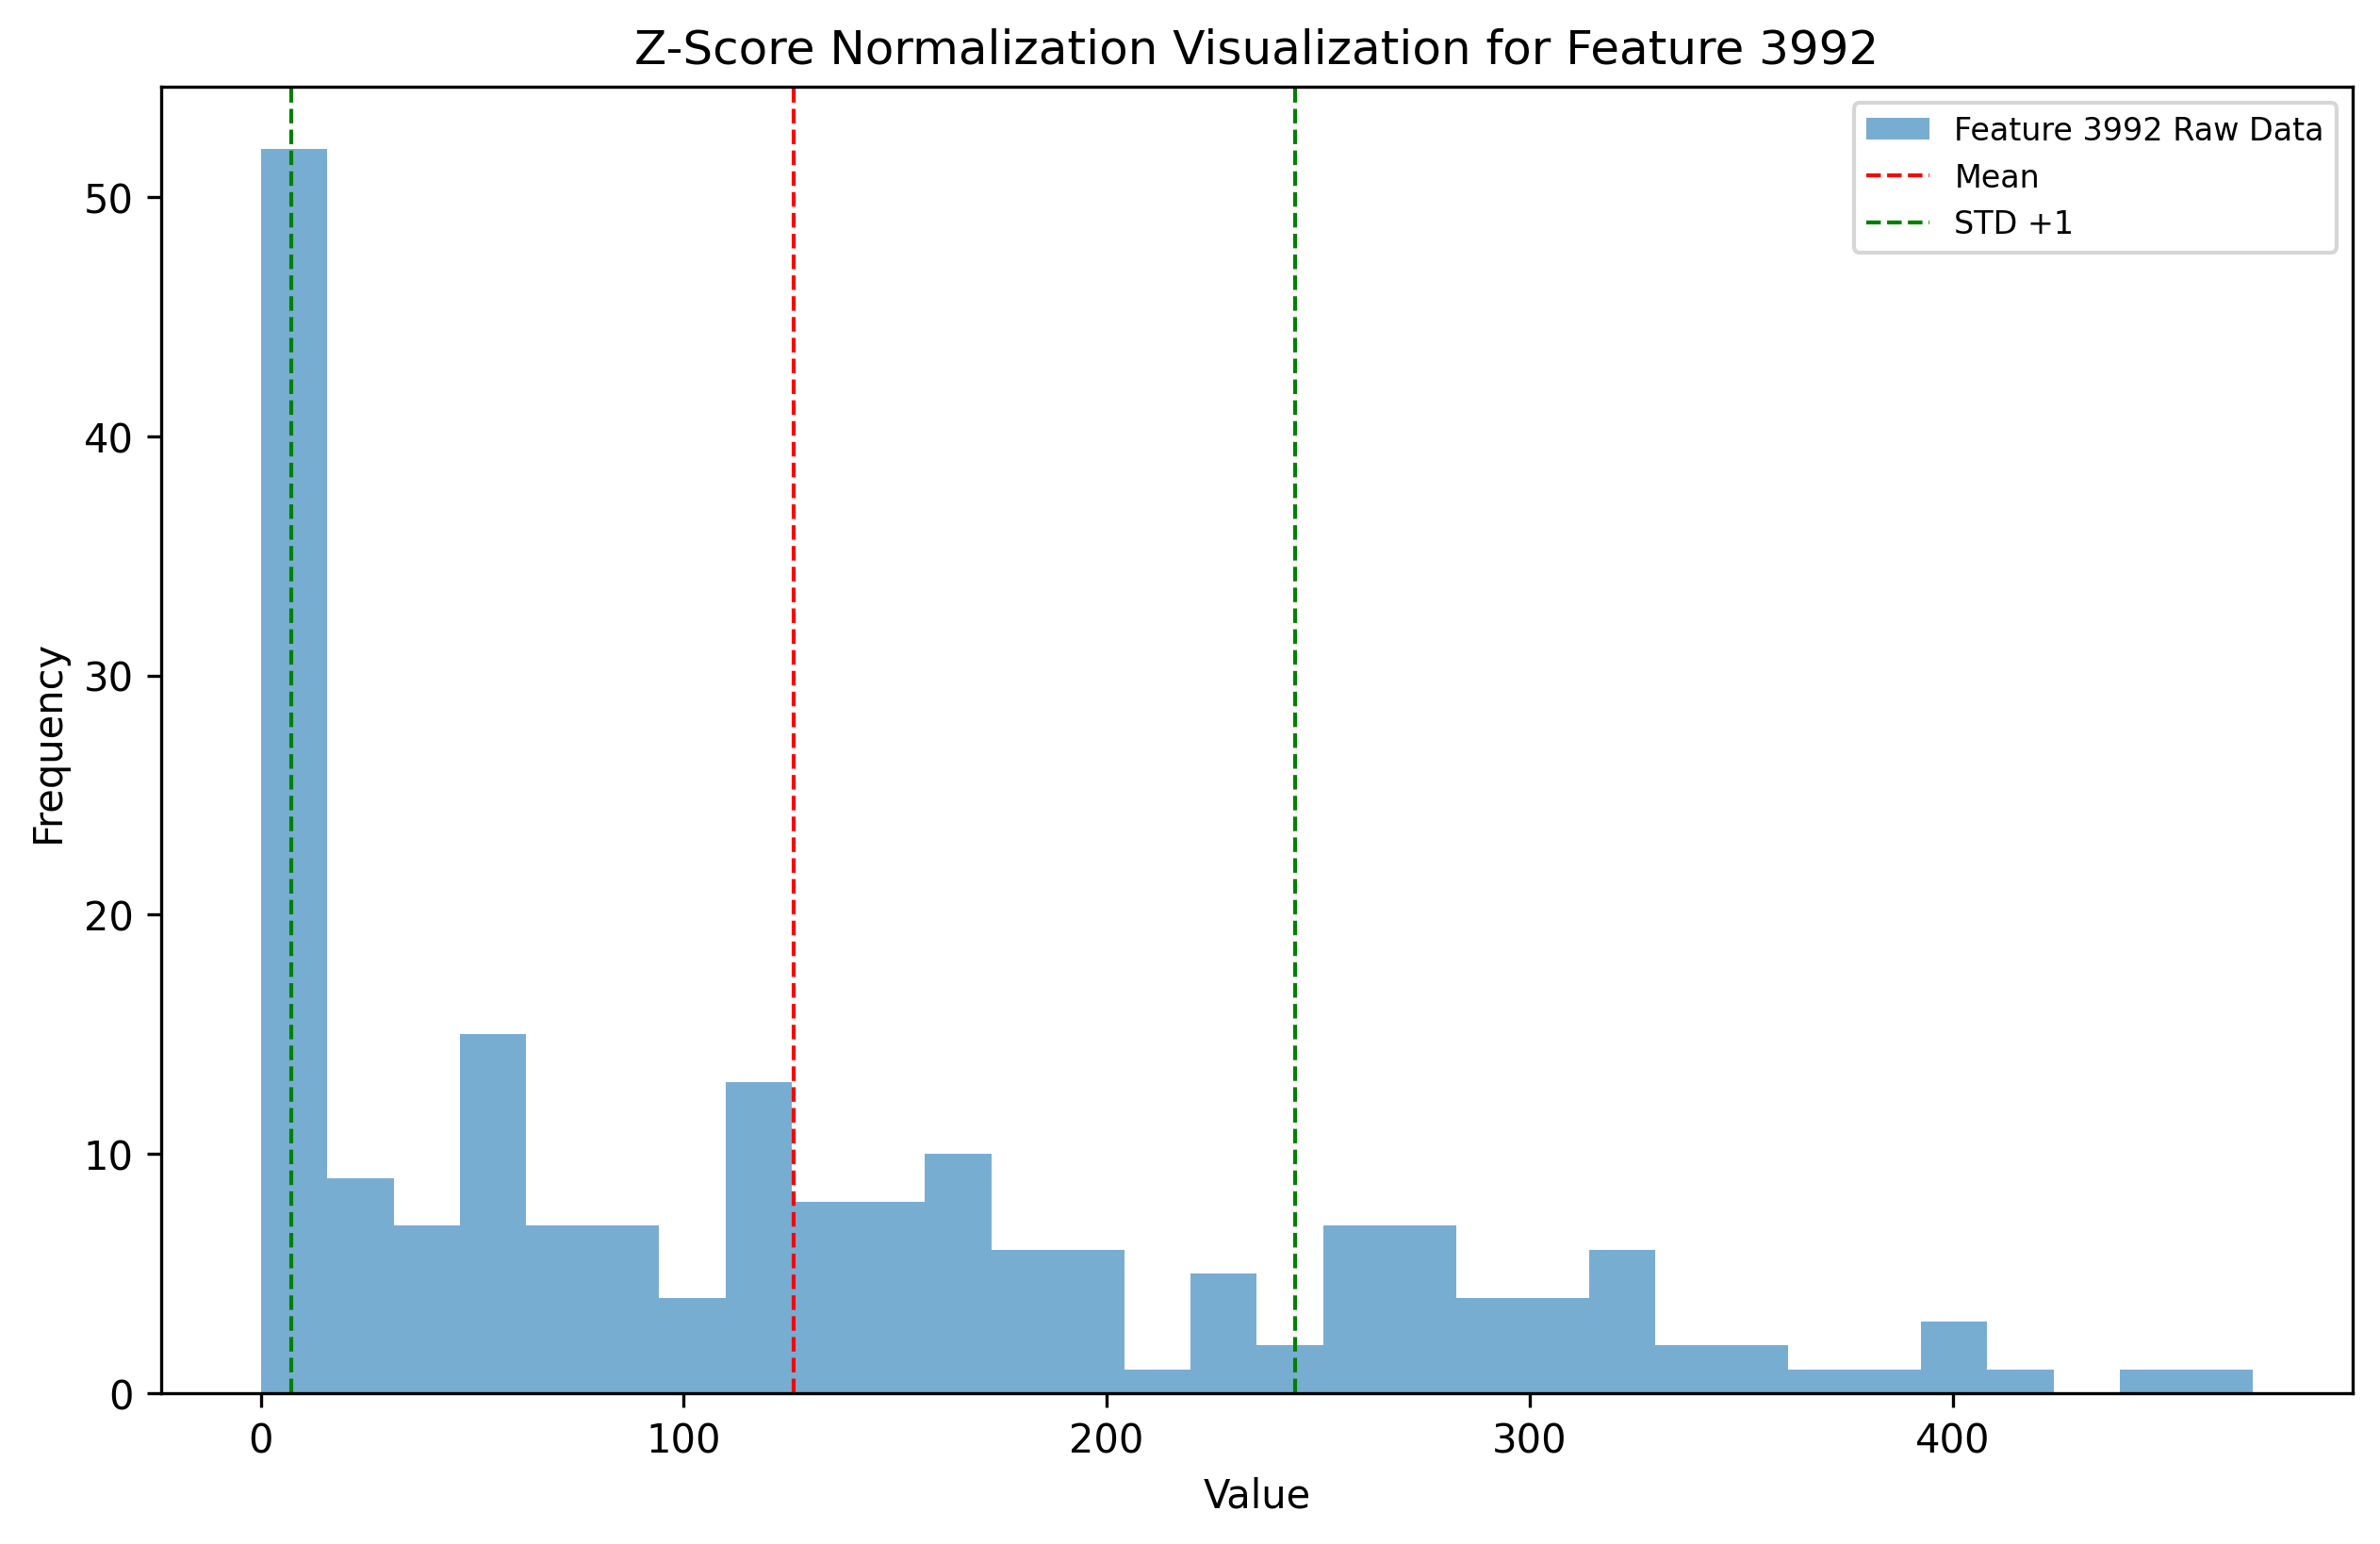 Z-Score Normalization Visualization for Feature 3992
Feature 3992 Raw Data
Mean
STD +1
50
40
30
20
10
0
Frequency
0 100 200 300 400
Value